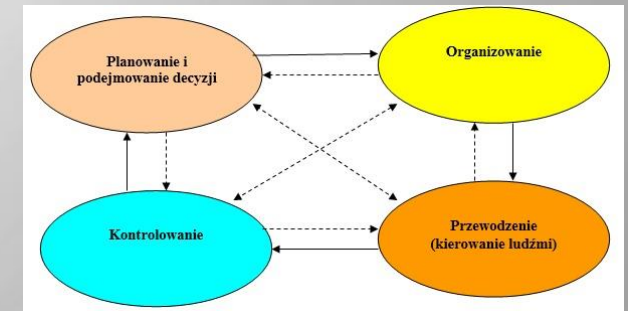 Planowanie i
podejmowanie decyzji
Organizowanie
Kontrolowanie
Przewodzenie
(kierowanie ludźmi)